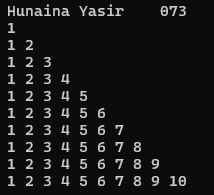 Hunaina Yasir    073
1
1 2
1 2 3
1 2 3 4
1 2 3 4 5
1 2 3 4 5 6
1 2 3 4 5 6 7
1 2 3 4 5 6 7 8
1 2 3 4 5 6 7 8 9
1 2 3 4 5 6 7 8 9 10